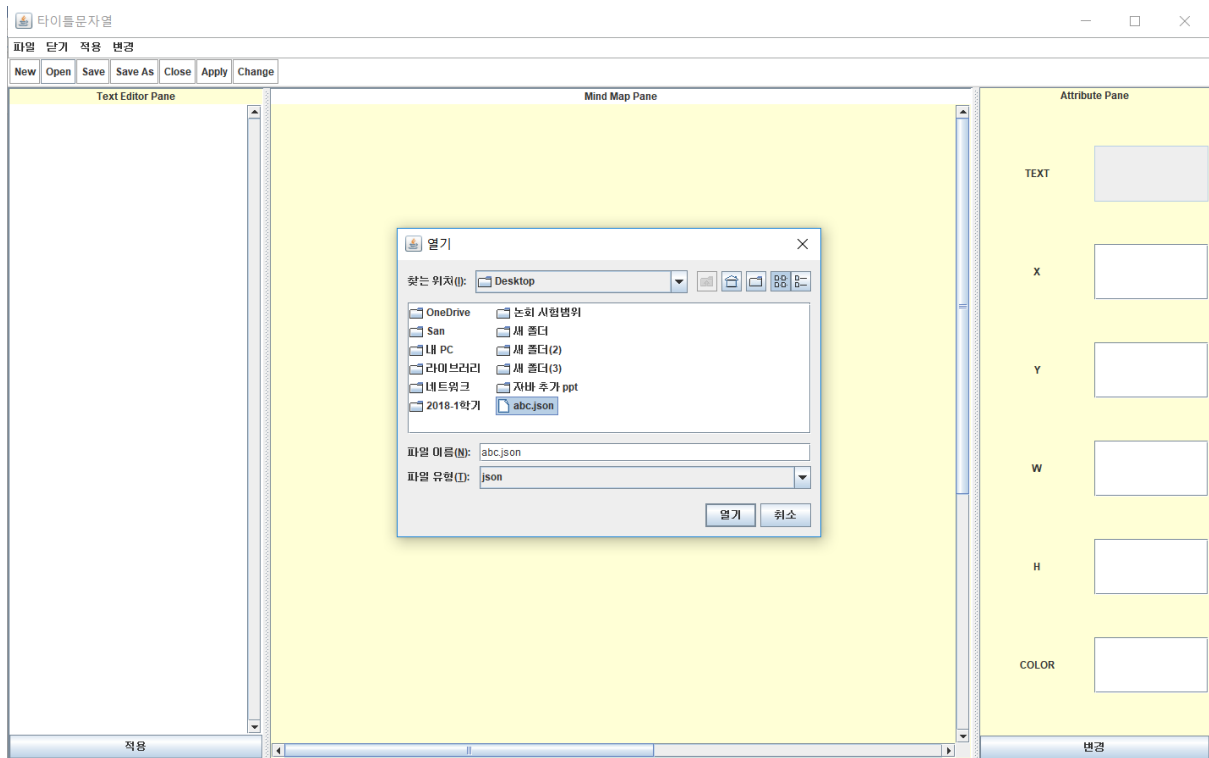 타이틀문자열
파일 닫기 적용 변경
New Open Save Save As Close Apply Change
Text Editor Pane
Mind Map Pane
Attribute Pane
TEXT
X
Y
W
H
COLOR
열기
찾는 위치(I): Desktop
OneDrive 논회 시험범위
San 새 폴더
내 PC 새 폴더(2)
라이브러리 새 폴더(3)
네트워크 자바 추가 ppt
2018-1학기 abc.json
파일 이름(N): abc.json
파일 유형(T): json
열기 취소
적용
변경